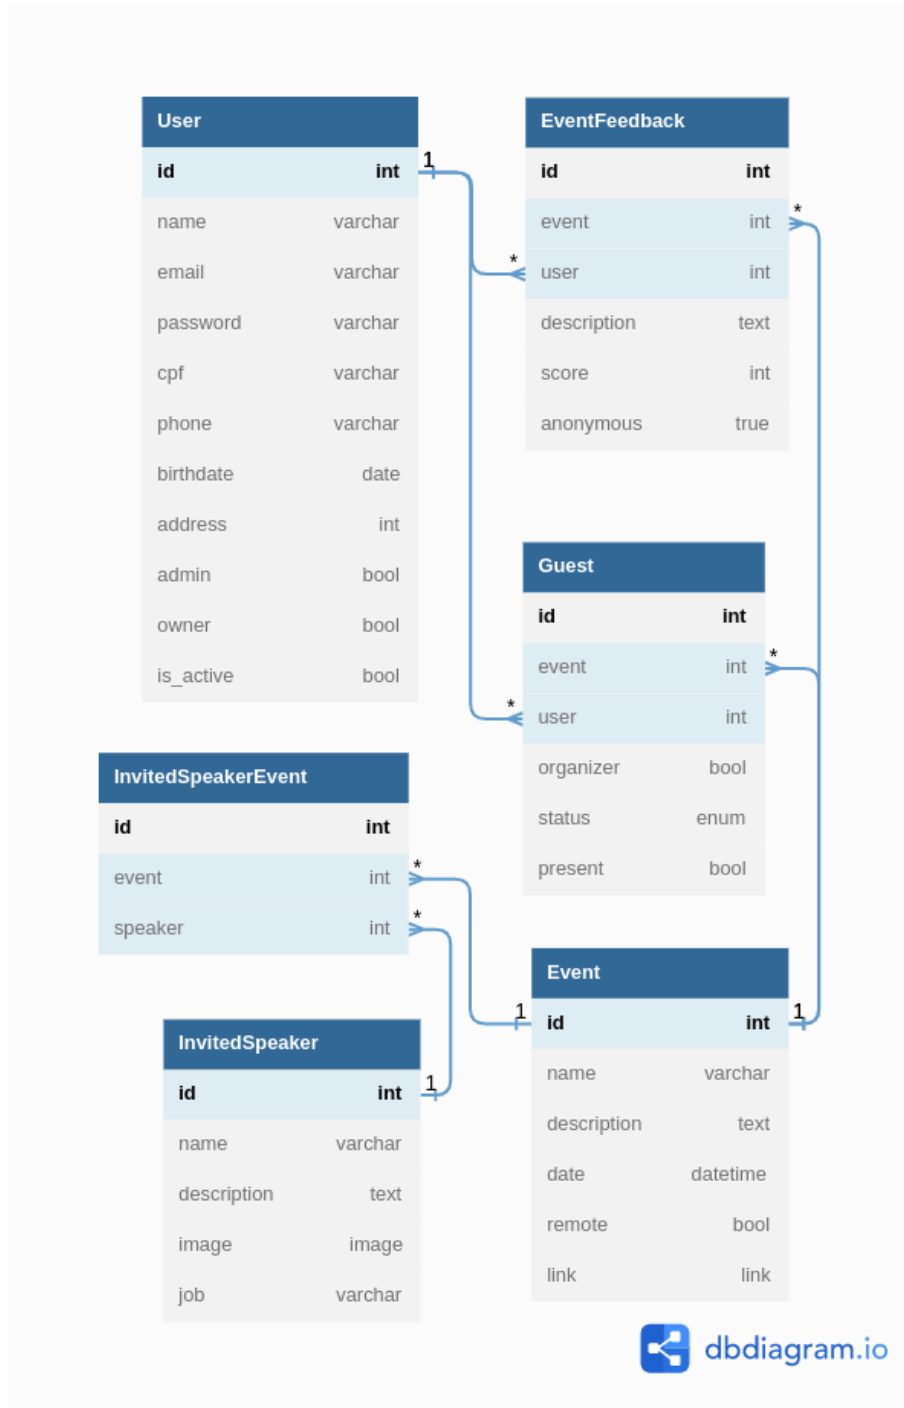 User
id int
name varchar
email varchar
password varchar
cpf varchar
phone varchar
birthdate date
address int
admin bool
owner bool
is_active bool
1
*
*
EventFeedback
id int
event int
user int
description text
score int
anonymous true
*
Guest
id int
event int
user int
organizer bool
status enum
present bool
*
InvitedSpeakerEvent
id int
event int
speaker int
*
*
InvitedSpeaker
id int
name varchar
description text
image image
job varchar
1
1
Event
id int
name varchar
description text
date datetime
remote bool
link link
1
dbdiagram.io